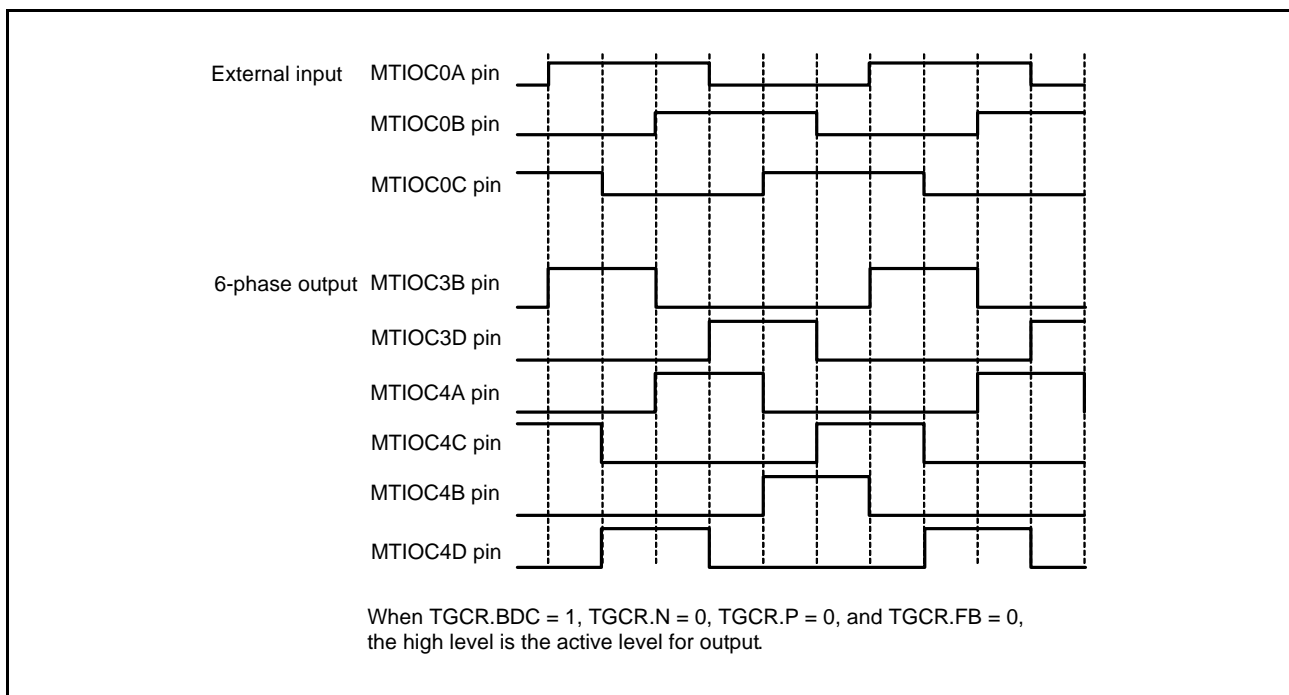 External input MTIOC0A pin
MTIOC0B pin
MTIOC0C pin
6-phase output MTIOC3B pin
MTIOC3D pin
MTIOC4A pin
MTIOC4C pin
MTIOC4B pin
MTIOC4D pin
When TGCR.BDC = 1, TGCR.N = 0, TGCR.P = 0, and TGCR.FB = 0,
the high level is the active level for output.